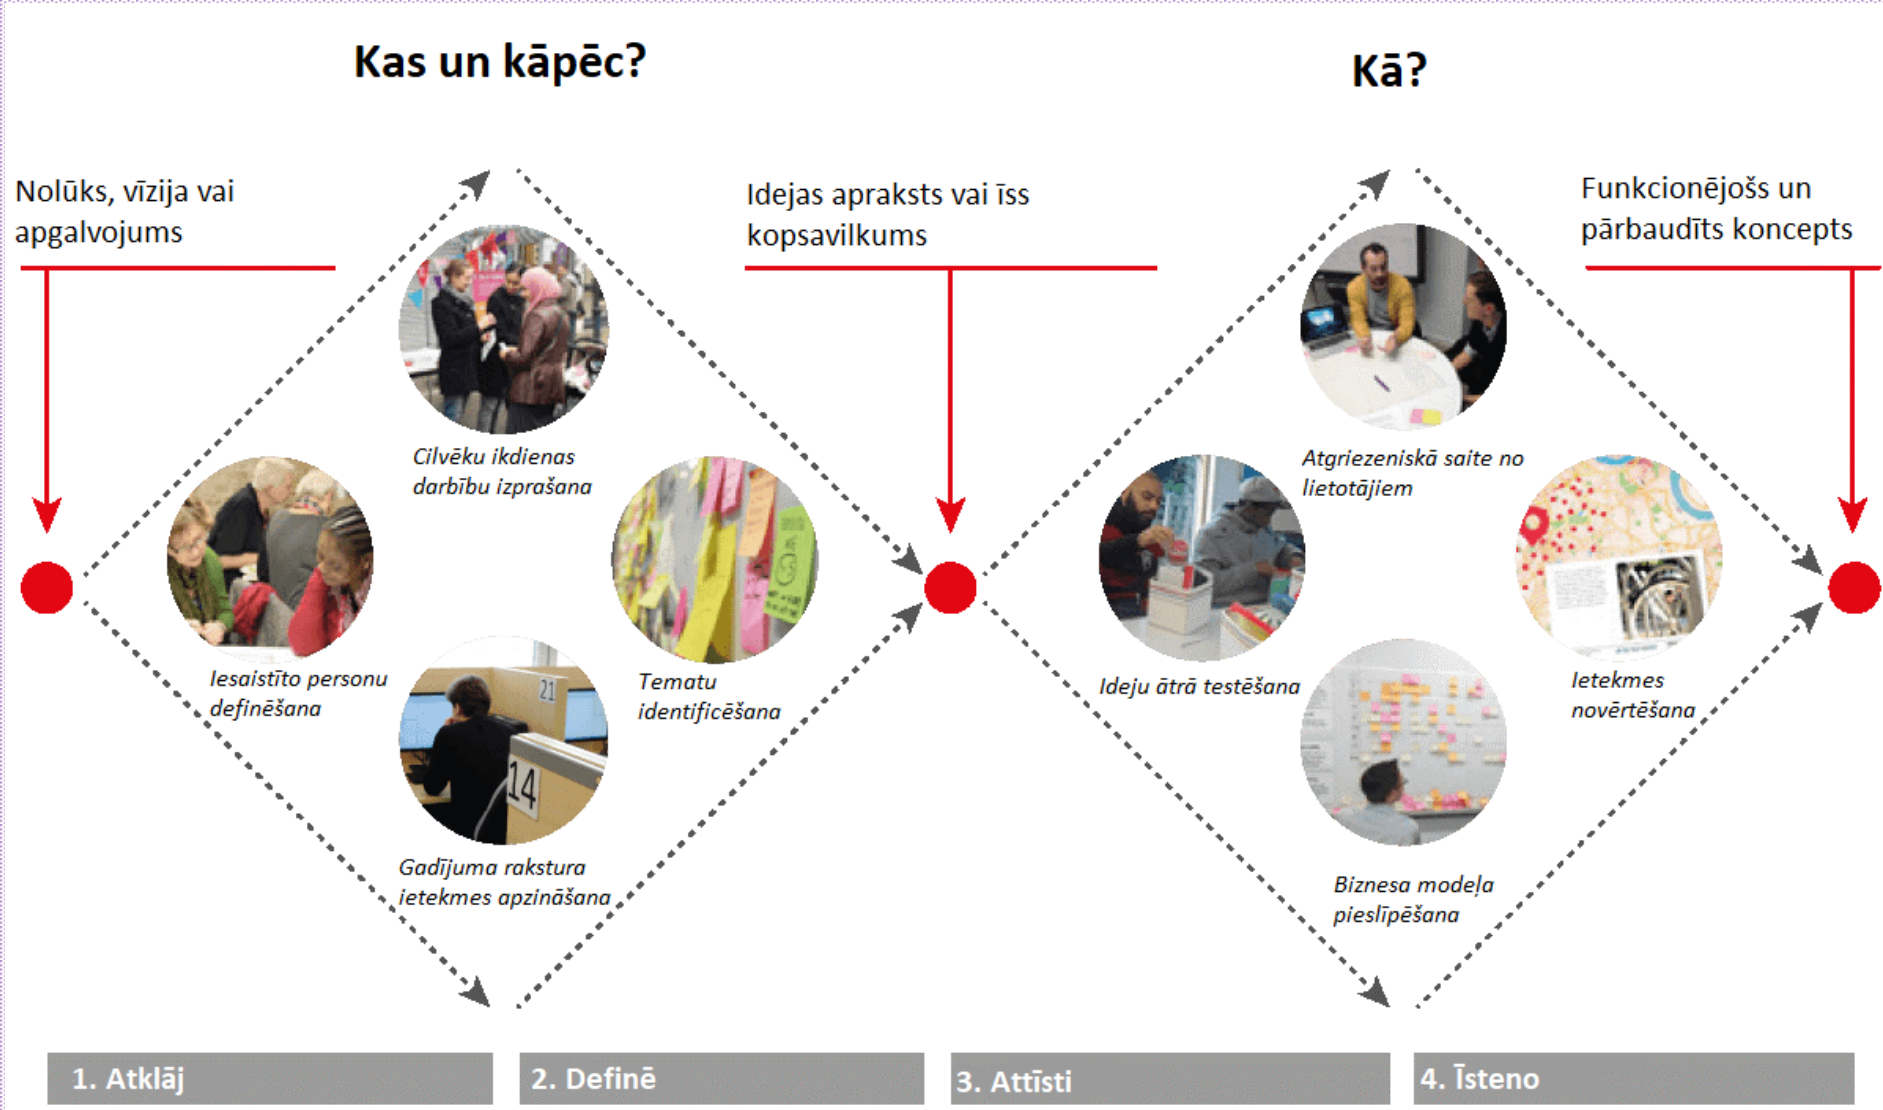 Kas un kāpēc?
Kā?
Nolūks, vīzija vai
apgalvojums
Idejas apraksts vai īss
kopsavilkums
Funkcionējošs un
pārbaudīts koncepts
Cilvēku ikdienas
darbību izprašana
Atgriezeniskā saite no
lietotājiem
Iesaistīto personu
definēšana
Tematu
identificēšana
Ideju ātrā testēšana
Ietekmes
novērtēšana
21
14
Gadījuma rakstura
ietekmes apzināšana
Biznesa modeļa
pieslīpēšana
1. Atklāj
2. Definē
3. Attīsti
4. Īsteno